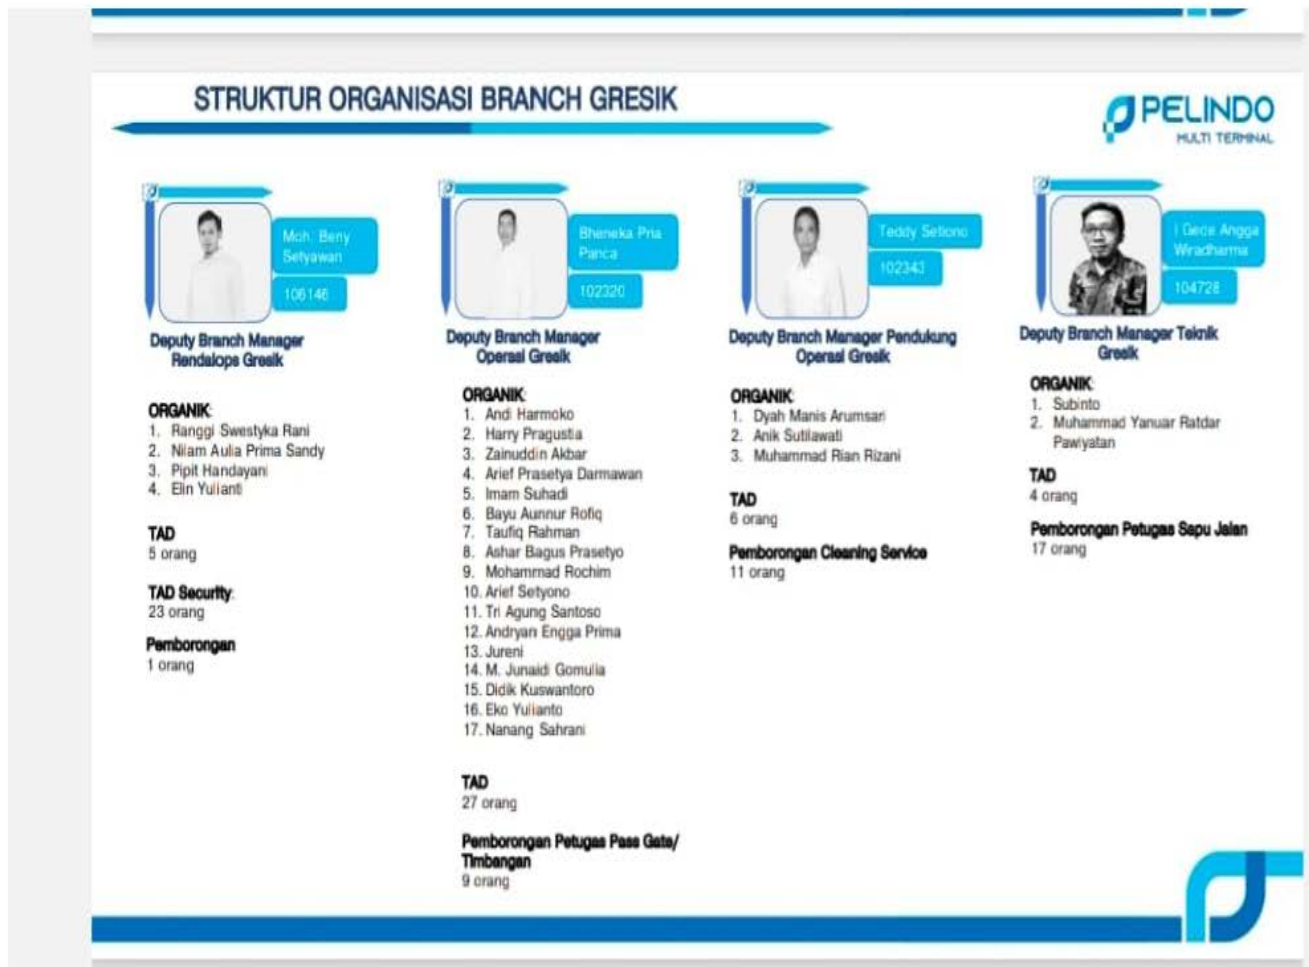 STRUKTUR ORGANISASI BRANCH GRESIK
PELINDO
MULTI TERMINAL
Moh. Beny
Setyawan
106146
Deputy Branch Manager
Rendalops Gresik
ORGANIK:
1. Ranggi Swestyka Rani
2. Nilam Aulia Prima Sandy
3. Pipit Handayani
4. Elin Yulianti
TAD
5 orang
TAD Security:
23 orang
Pemborongan
1 orang
Bheneka Pria
Panca
102320
Deputy Branch Manager
Operasi Gresik
ORGANIK:
1. Andi Harmoko
2. Harry Pragustia
3. Zainuddin Akbar
4. Arief Prasetya Darmawan
5. Imam Suhadi
6. Bayu Aunnur Rofiq
7. Taufiq Rahman
8. Ashar Bagus Prasetyo
9. Mohammad Rochim
10. Arief Setyono
11. Tri Agung Santoso
12. Andryan Engga Prima
13. Jureni
14. M. Junaidi Gomulia
15. Didik Kuswantoro
16. Eko Yulianto
17. Nanang Sahrani
TAD
27 orang
Pemborongan Petugas Pass Gate/
Timbangan
9 orang
Teddy Setiono
102343
Deputy Branch Manager Pendukung
Operasi Gresik
ORGANIK:
1. Dyah Manis Arumsari
2. Anik Sutilawati
3. Muhammad Rian Rizani
TAD
6 orang
Pemborongan Cleaning Service
11 orang
I Gece Angga
Wiradharma
104728
Deputy Branch Manager Teknik
Gresik
ORGANIK:
1. Subinto
2. Muhammad Yanuar Ratdar
Pawiyatan
TAD
4 orang
Pemborongan Petugas Sapu Jalan
17 orang